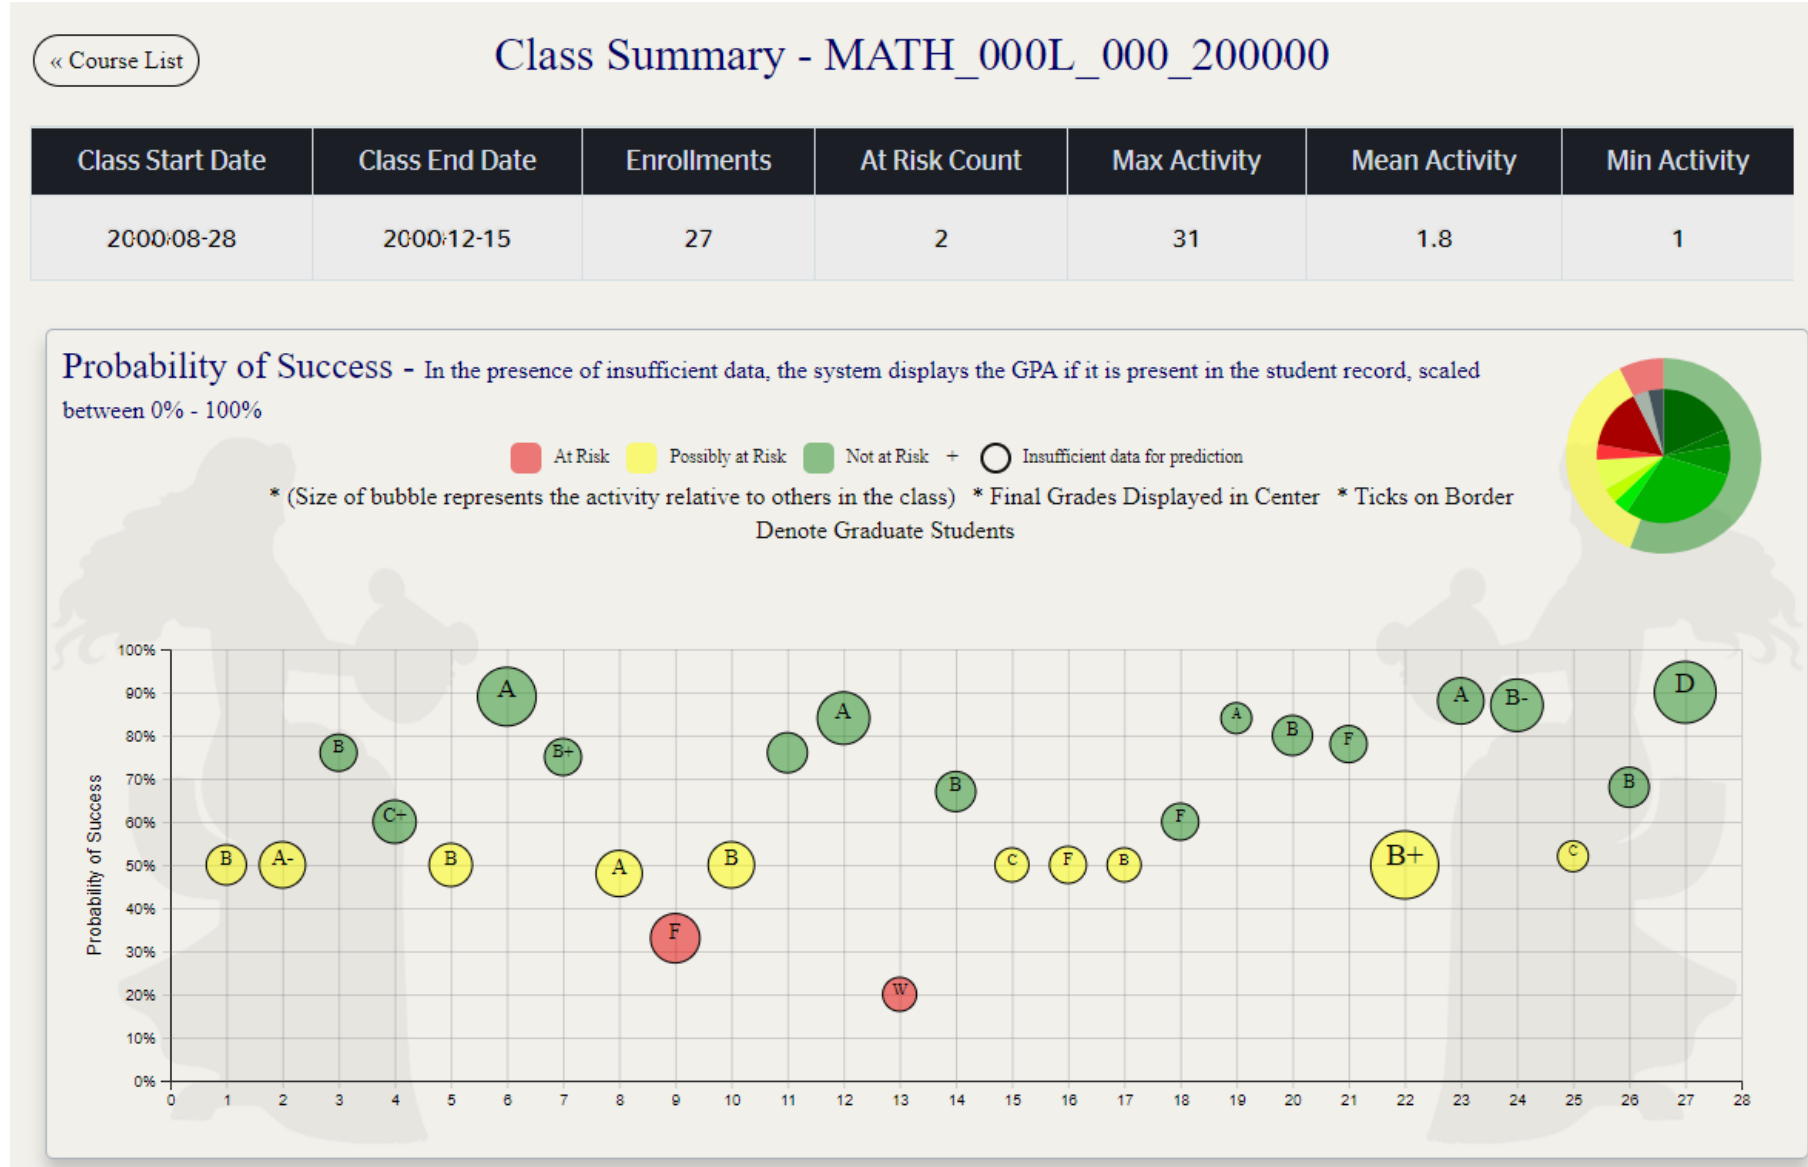 « Course List
Class Summary - MATH_000L_000_200000
Class Start Date Class End Date Enrollments At Risk Count Max Activity Mean Activity Min Activity
2000-08-28 2000-12-15 27 2 31 1.8 1
Probability of Success - In the presence of insufficient data, the system displays the GPA if it is present in the student record, scaled
between 0% - 100%
At Risk Possibly at Risk Not at Risk + Insufficient data for prediction
* (Size of bubble represents the activity relative to others in the class) * Final Grades Displayed in Center * Ticks on Border
Denote Graduate Students
Probability of Success
100%
90%
80%
70%
60%
50%
40%
30%
20%
10%
0%
B
A-
B
C+
B
A
B+
A
F
B
A
W
B
C
F
B
F
A
B
F
B+
A
B-
C
B
D
0 1 2 3 4 5 6 7 8 9 10 11 12 13 14 15 16 17 18 19 20 21 22 23 24 25 26 27 28